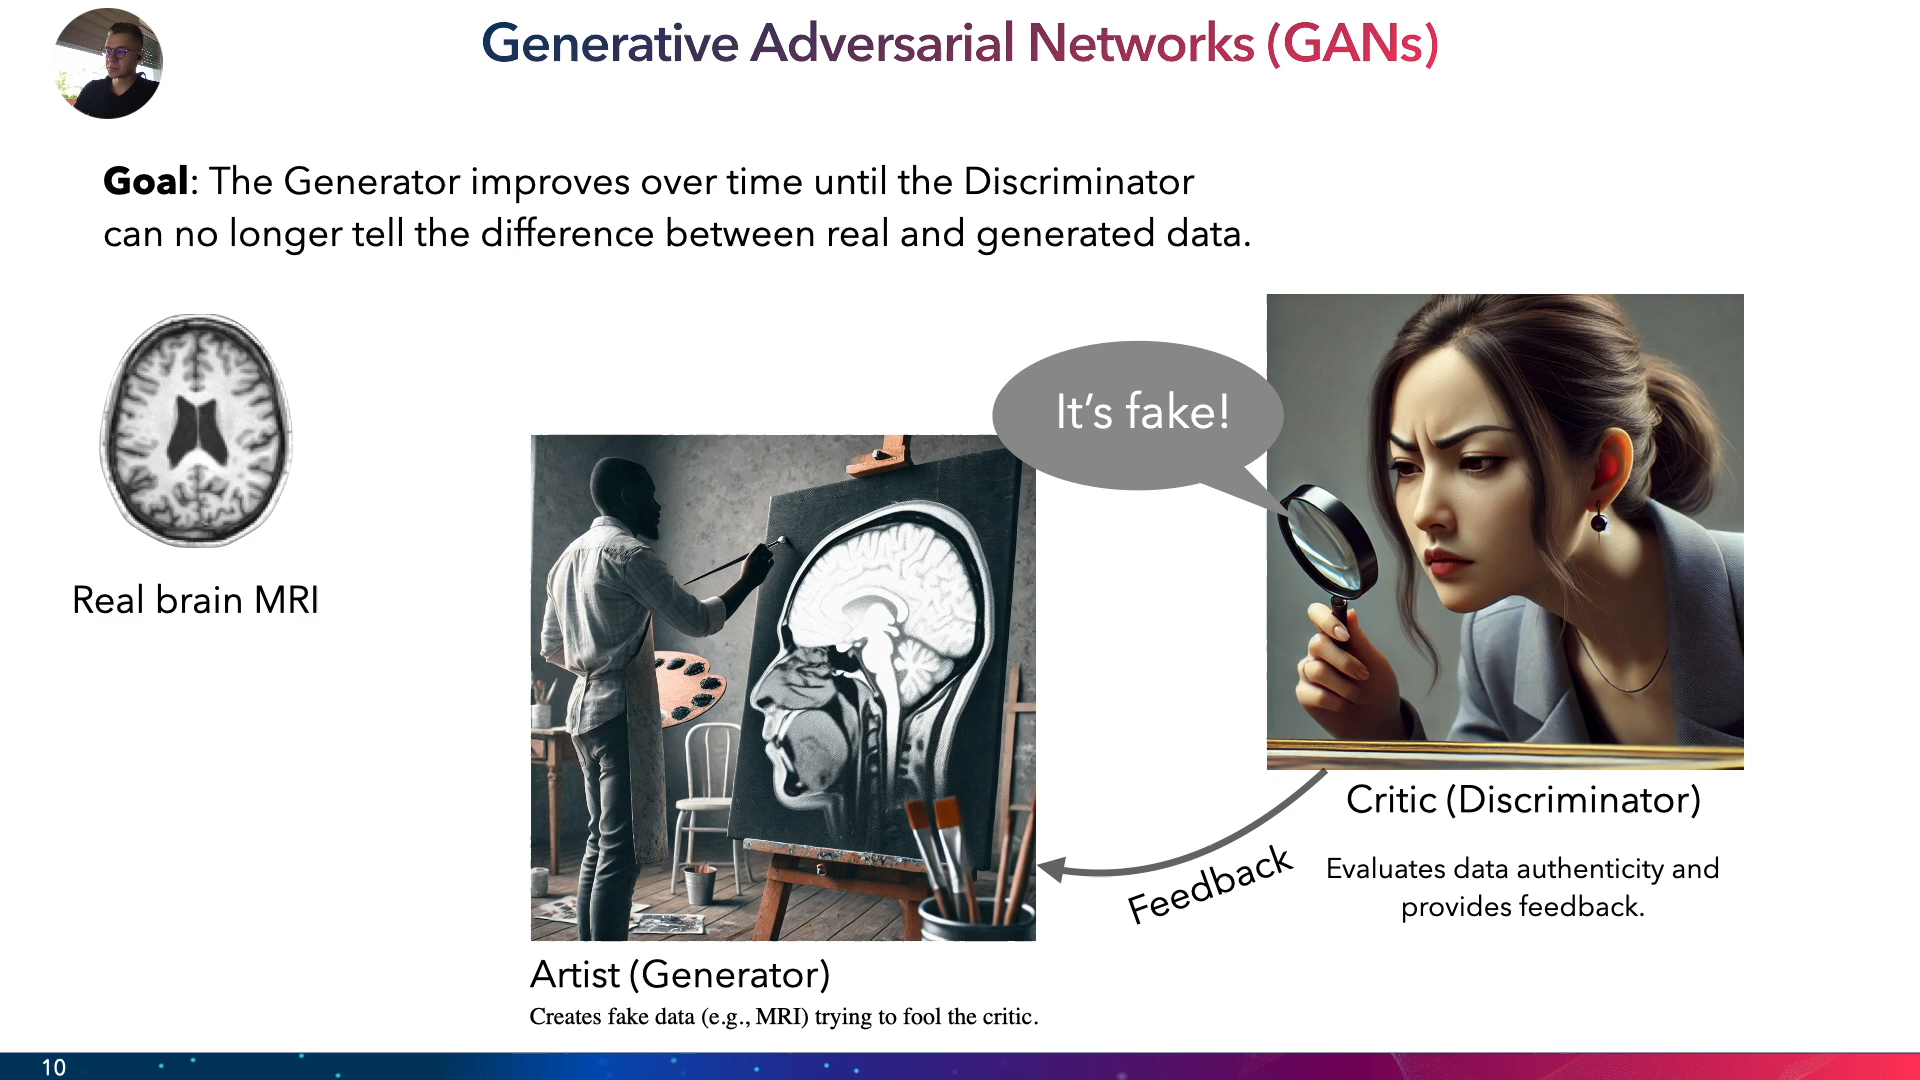 Generative Adversarial Networks (GANs)
Goal: The Generator improves over time until the Discriminator
can no longer tell the difference between real and generated data.
Real brain MRI
It's fake!
Critic (Discriminator)
Evaluates data authenticity and
provides feedback.
Feedback
Artist (Generator)
Creates fake data (e.g., MRI) trying to fool the critic.
10